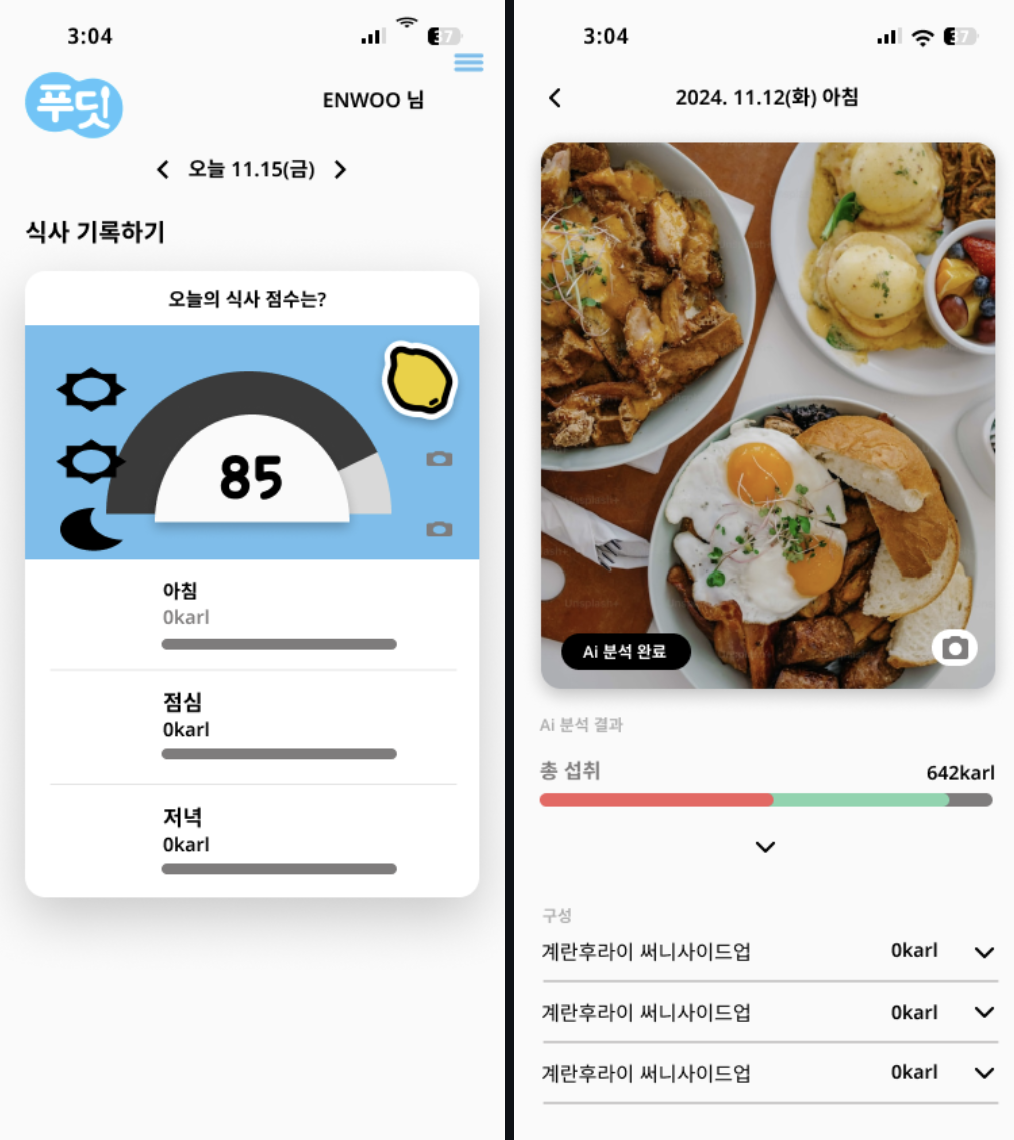 3:04
37
푸딧
ENWOO 님
오늘 11.15(금)
식사 기록하기
오늘의 식사 점수는?
85
아침
0karl
점심
0karl
저녁
0karl
3:04
37
2024. 11.12(화) 아침
Unsplash+
Ai 분석 완료
Ai 분석 결과
총 섭취
642karl
구성
계란후라이 써니사이드업
0karl
계란후라이 써니사이드업
0karl
계란후라이 써니사이드업
0karl